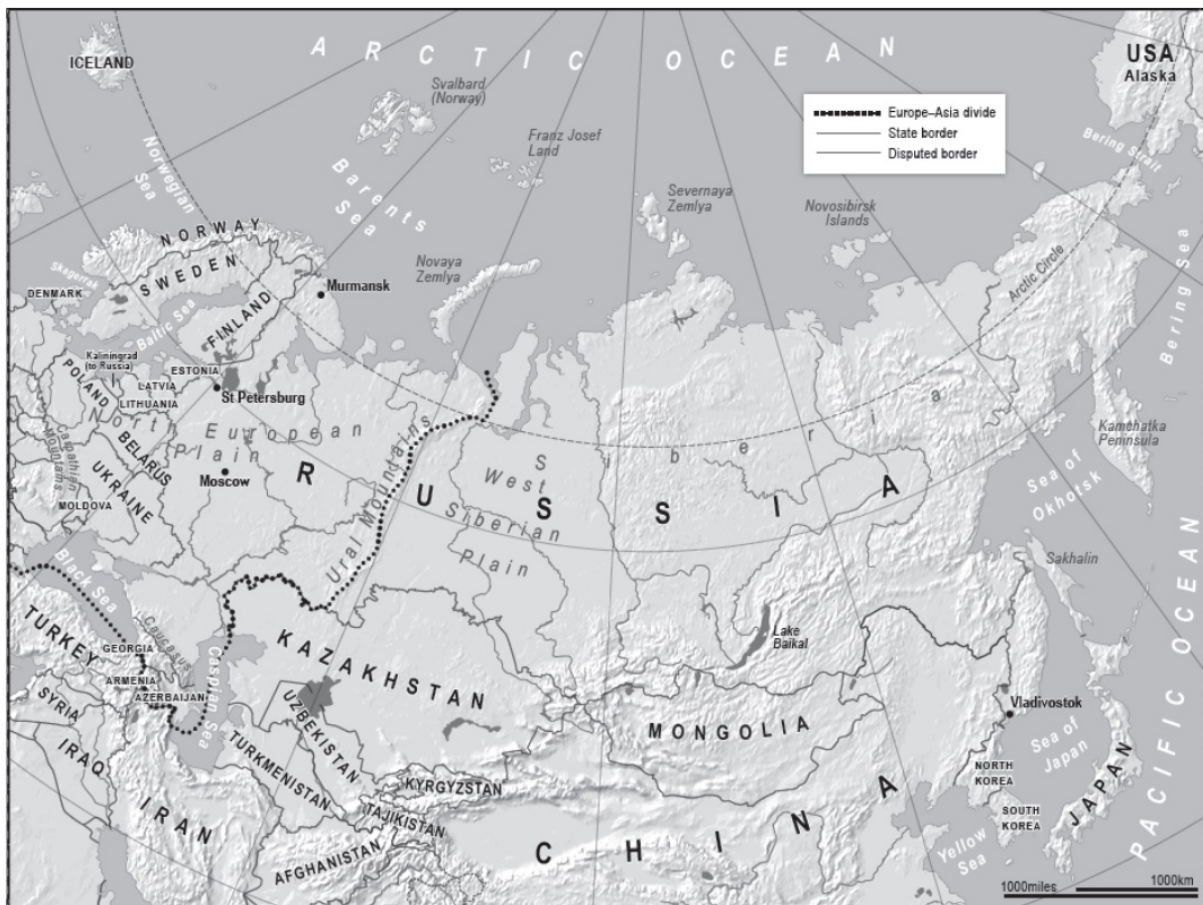 ARCTIC OCEAN
ICELAND
USA
Alaska
Svalbard
(Norway)
Franz Josef
Land
Europe–Asia divide
State border
Disputed border
Bering Strait
Norwegian
Sea
Barents
Sea
Severnaya
Zemlya
Novosibirsk
Islands
Novaya
Zemlya
Bering Sea
Arctic Circle
NORWAY
SWEDEN
FINLAND
Murmansk
Skagerrak
DENMARK
Baltic Sea
Kaliningrad
(to Russia)
ESTONIA
LATVIA
LITHUANIA
St Petersburg
POLAND
North
European
Plain
Carpathian
Mountains
BELARUS
UKRAINE
MOLDOVA
Moscow
RUSSIA
Ural Mountains
Siberia
West
Siberian
Plain
Kamchatka
Peninsula
Sea of
Okhotsk
Sakhalin
PACIFIC OCEAN
Black Sea
TURKEY
GEORGIA
Caucasus
ARMENIA
AZERBAIJAN
Caspian Sea
SYRIA
IRAQ
IRAN
KAZAKHSTAN
UZBEKISTAN
TURKMENISTAN
KYRGYZSTAN
TAJIKISTAN
AFGHANISTAN
Lake
Baikal
MONGOLIA
CHINA
Vladivostok
Sea of
Japan
NORTH
KOREA
SOUTH
KOREA
JAPAN
Yellow
Sea
1000miles
1000km